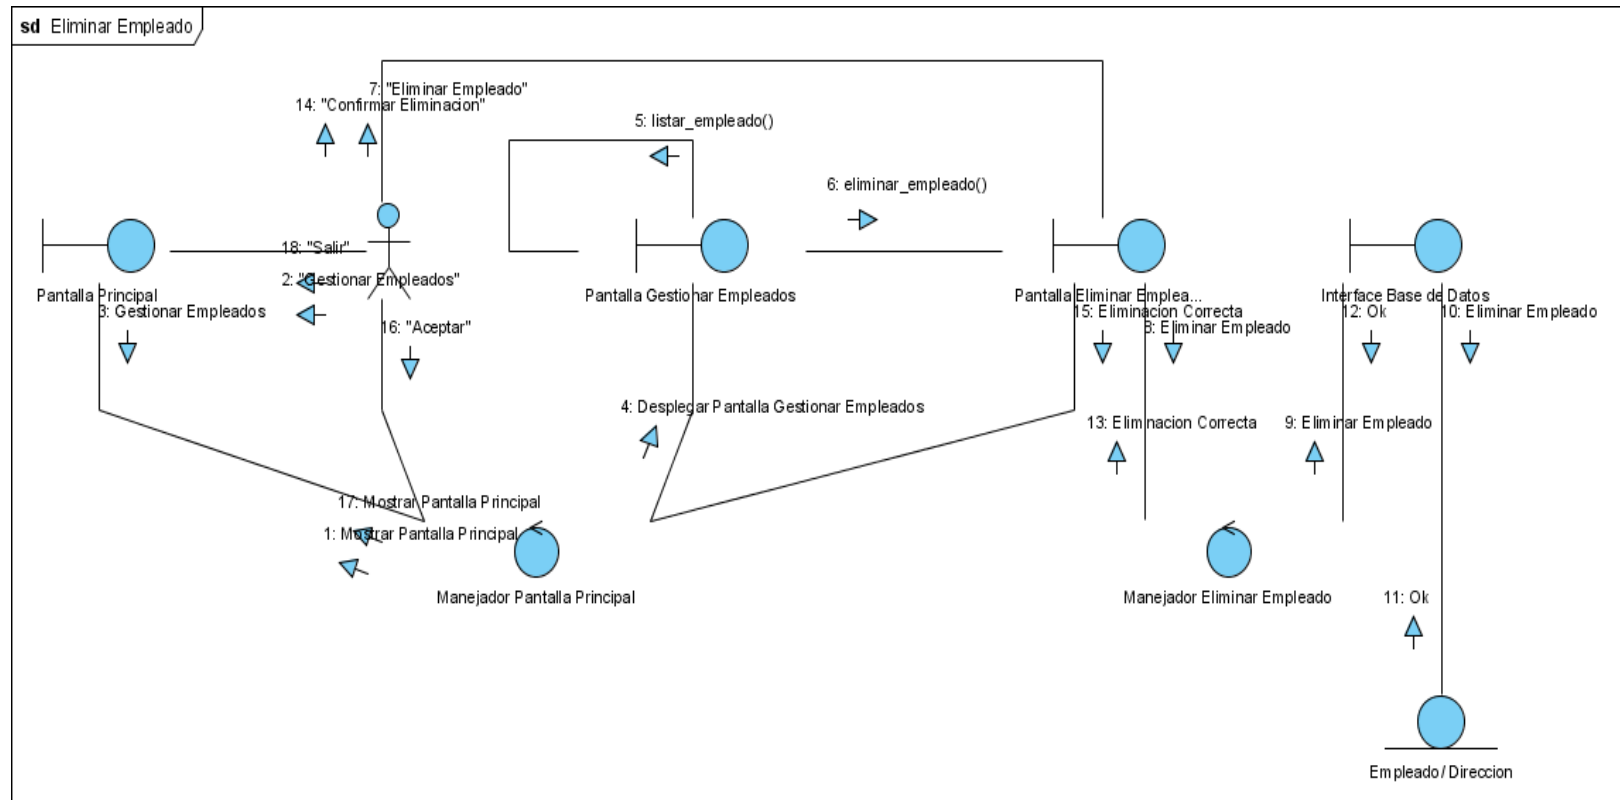 sd Eliminar Empleado
7: "Eliminar Empleado"
14: "Confirmar Eliminacion"
5: listar_empleado()
6: eliminar_empleado()
18: "Salir"
2: "Gestionar Empleados"
Pantalla Principal
Pantalla Gestionar Empleados
Pantalla Eliminar Emplea...
Interface Base de Datos
3: Gestionar Empleados
15: Eliminacion Correcta
12: Ok
10: Eliminar Empleado
16: "Aceptar"
8: Eliminar Empleado
4: Desplegar Pantalla Gestionar Empleados
13: Eliminacion Correcta
9: Eliminar Empleado
17: Mostrar Pantalla Principal
1: Mostrar Pantalla Principal
Manejador Pantalla Principal
Manejador Eliminar Empleado
11: Ok
Empleado/Direccion